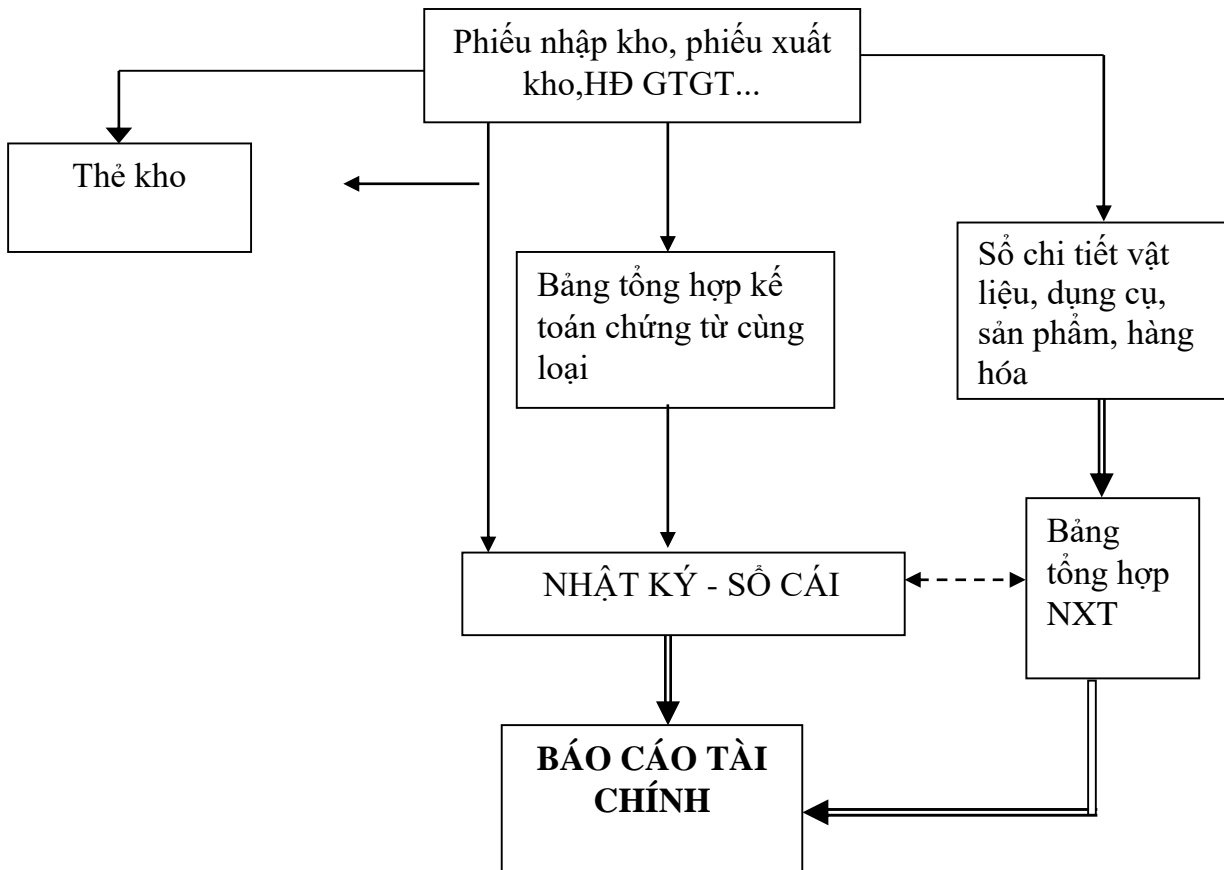 Phiếu nhập kho, phiếu xuất
kho,HĐ GTGT...
Thẻ kho
Bảng tổng hợp kế
toán chứng từ cùng
loại
Sổ chi tiết vật
liệu, dụng cụ,
sản phẩm, hàng
hóa
NHẬT KÝ - SỔ CÁI
Bảng
tổng hợp
NXT
BÁO CÁO TÀI
CHÍNH